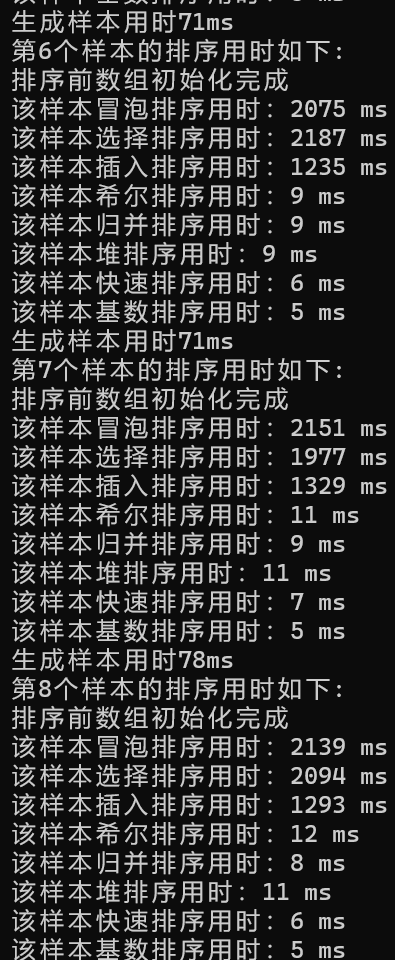 生成样本用时71ms
第6个样本的排序用时如下:
排序前数组初始化完成
该样本冒泡排序用时: 2075 ms
该样本选择排序用时: 2187 ms
该样本插入排序用时: 1235 ms
该样本希尔排序用时: 9 ms
该样本归并排序用时: 9 ms
该样本堆排序用时: 9 ms
该样本快速排序用时: 6 ms
该样本基数排序用时: 5 ms
生成样本用时71ms
第7个样本的排序用时如下:
排序前数组初始化完成
该样本冒泡排序用时: 2151 ms
该样本选择排序用时: 1977 ms
该样本插入排序用时: 1329 ms
该样本希尔排序用时: 11 ms
该样本归并排序用时: 9 ms
该样本堆排序用时: 11 ms
该样本快速排序用时: 7 ms
该样本基数排序用时: 5 ms
生成样本用时78ms
第8个样本的排序用时如下:
排序前数组初始化完成
该样本冒泡排序用时: 2139 ms
该样本选择排序用时: 2094 ms
该样本插入排序用时: 1293 ms
该样本希尔排序用时: 12 ms
该样本归并排序用时: 8 ms
该样本堆排序用时: 11 ms
该样本快速排序用时: 6 ms
该样本基数排序用时: 5 ms